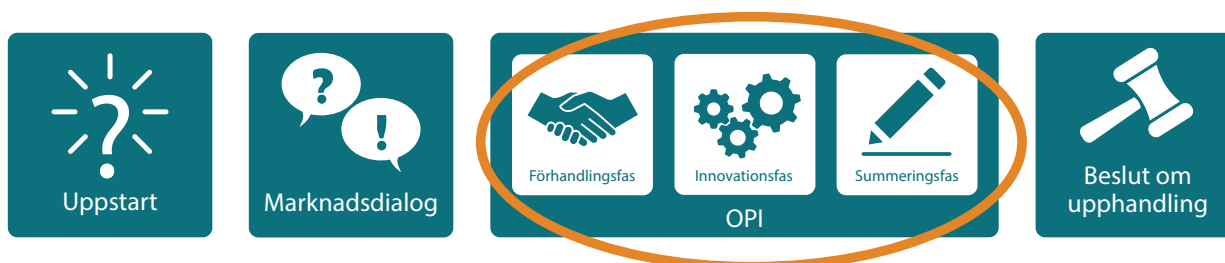 ?
?
!
Uppstart
Marknadsdialog
Förhandlingsfas
Innovationsfas
Summeringsfas
OPI
Beslut om
upphandling